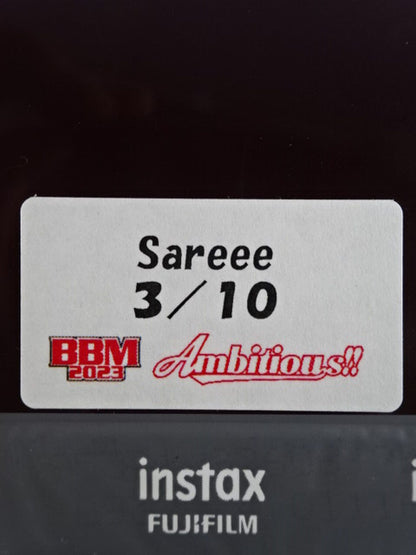 Sareee
3/10
BBM
2023
Ambitious!!
instax
FUJIFILM
i